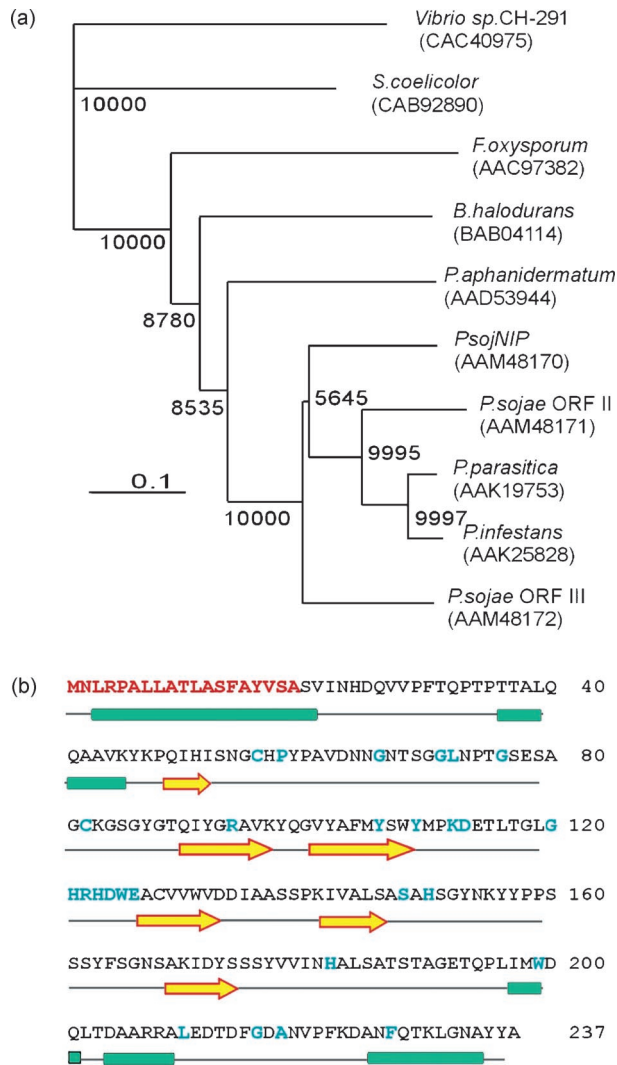 (a)
Vibrio sp.CH-291
(CAC40975)
S.coelicolor
10000
(CAB92890)
F.oxysporum
(AAC97382)
10000
B.halodurans
(BAB04114)
8780
P.aphanidermatum
(AAD53944)
PsojNIP
(AAM48170)
8535
5645
P.sojae ORF II
(AAM48171)
9995
P.parasitica
(AAK19753)
0.1
10000
9997
P.infestans
(AAK25828)
P.sojae ORF III
(AAM48172)
(b)
MNLRPALLATLASFAYVSASVINHDQVVPFTQPTPTTALQ 40
QAAVKYKPQIHISNGCHPYPAVDNNGNTSGGLNPTGSESA 80
GCKGSGYGTQIYGRAVKYQGVYAFMYSWYMPKDETLTGLG 120
HRHDWEACVVWVDDIAASSPKIVALSASAHSGYNKYYPPS 160
SSYFSGNSAKIDYSSSYVVINHALSATSTAGETQPLIMWD 200
QLTDAARRALEDTDFGDANVPFKDANFQTKLGNAYYA 237